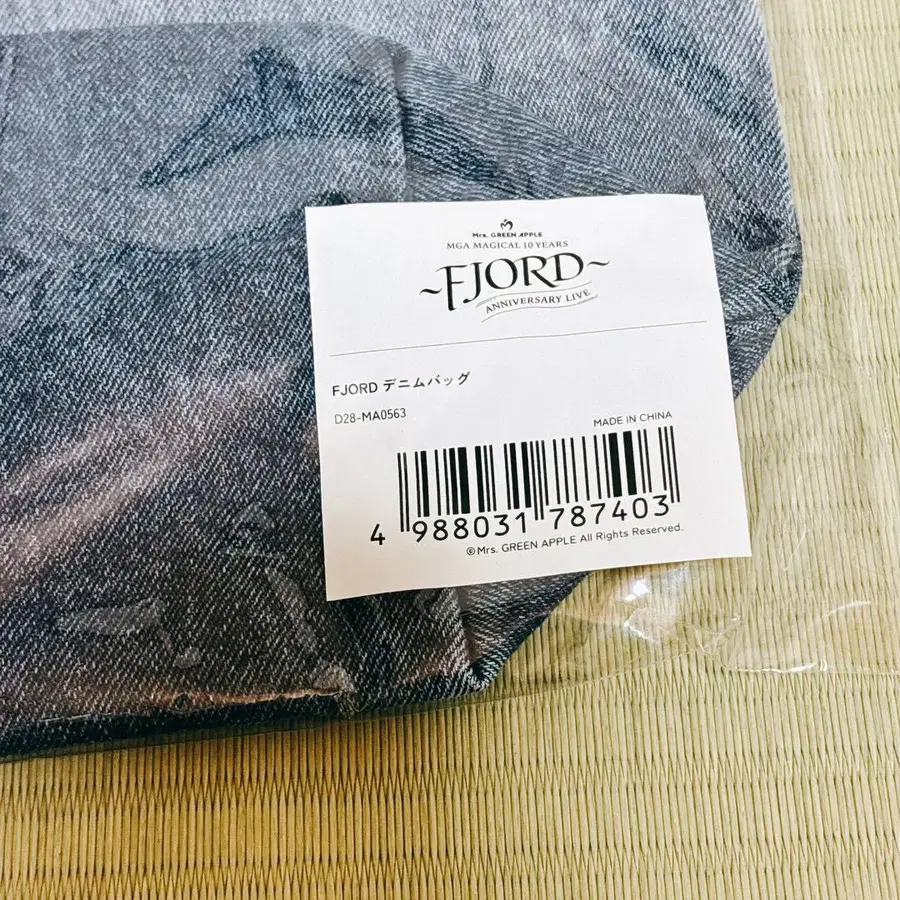 Mrs. GREEN APPLE
MGA MAGICAL 10 YEARS
~FJORD~
ANNIVERSARY LIVE
FJORD デニムバッグ
D28-MA0563
MADE IN CHINA
4 988031 787403
©Mrs. GREEN APPLE All Rights Reserved.